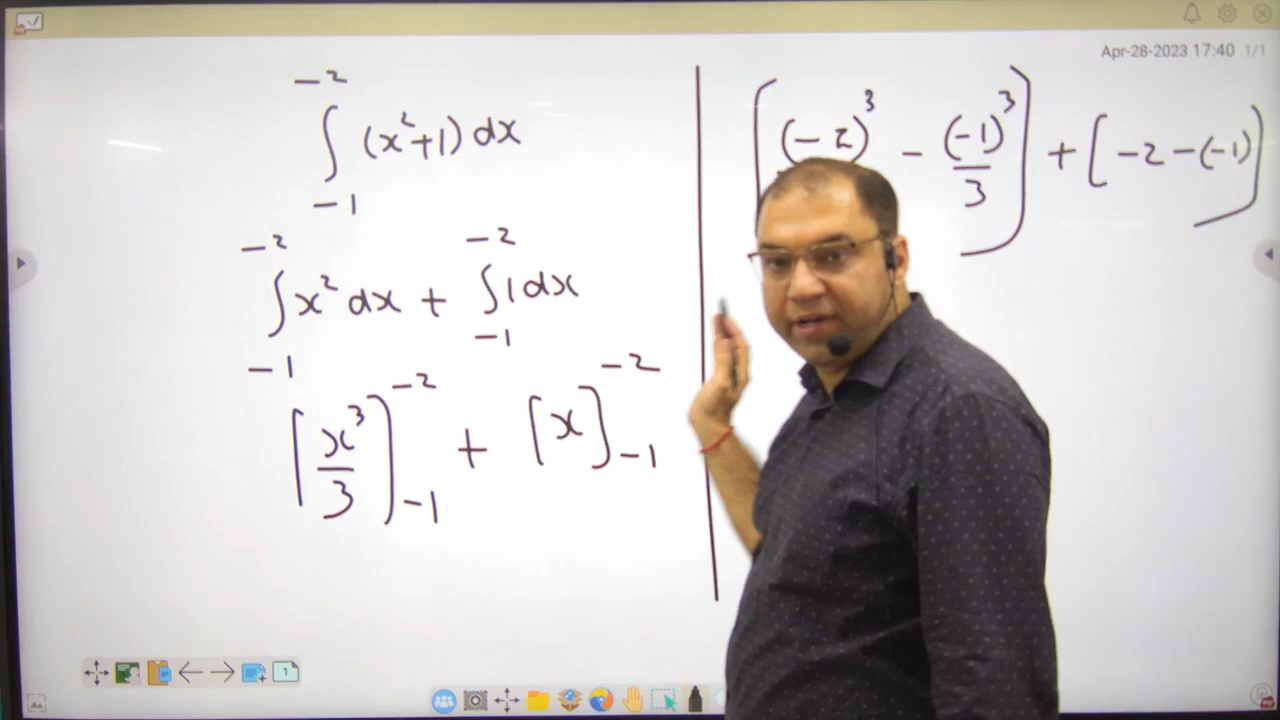 Apr-28-2023 17:40 1/1
−2
∫ (x²+1) dx
−1
−2 −2
∫ x² dx + ∫ 1 dx
−1 −1
[x³/3]₋₁⁻² + [x]₋₁⁻²
[(−2)³ − (−1)³/3] + [−2 −(−1)]
1